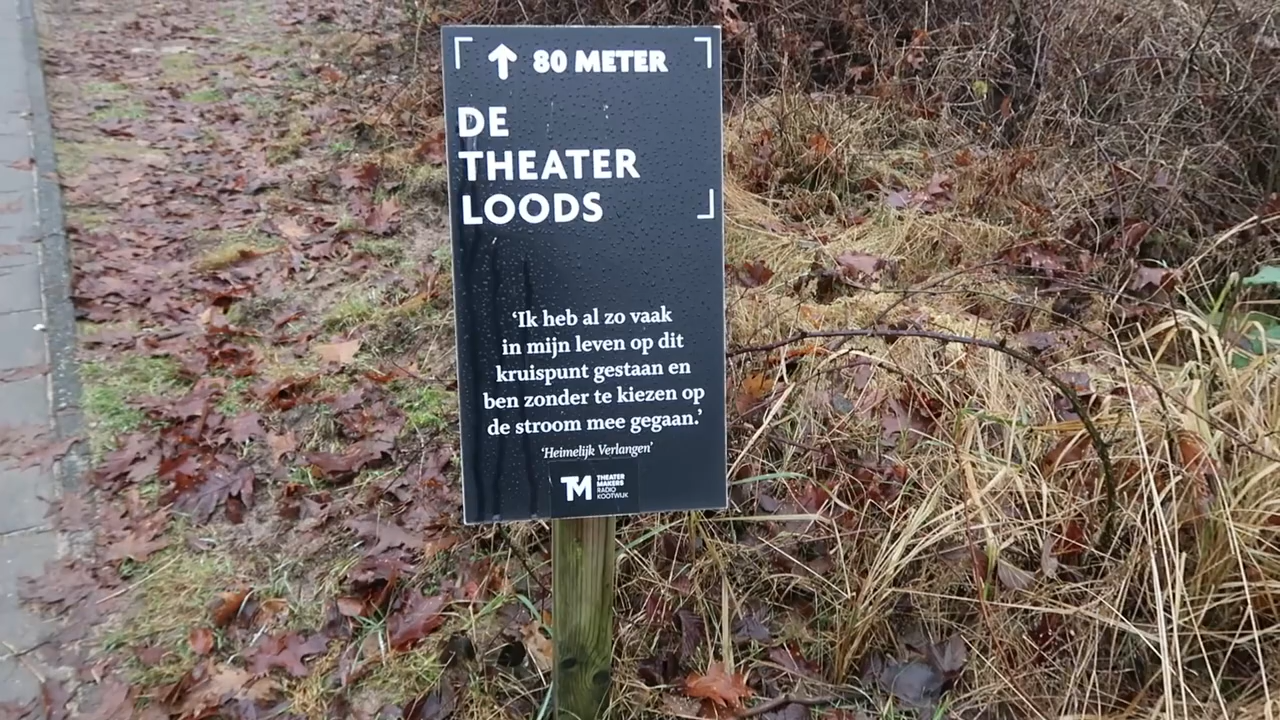 ↑ 80 METER
DE
THEATER
LOODS
‘Ik heb al zo vaak
in mijn leven op dit
kruispunt gestaan en
ben zonder te kiezen op
de stroom mee gegaan.’
‘Heimelijk Verlangen’
TM
THEATER
MAKERS
RADIO
KOOTWIJK